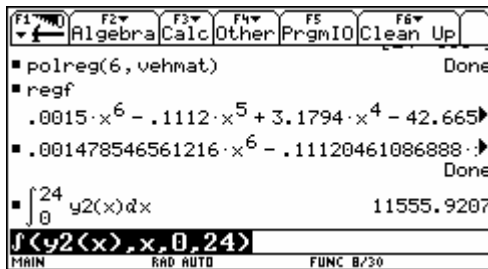 F1 F2 F3 F4 F5 F6
Algebra Calc Other PrgmIO Clean Up
polreg(6,vehmat) Done
regf
.0015·x^6 - .1112·x^5 + 3.1794·x^4 - 42.665
.001478546561216·x^6 - .11120461086888·
Done
∫₀²⁴ y2(x)dx 11555.9207
∫(y2(x),x,0,24)
MAIN RAD AUTO FUNC 8/30